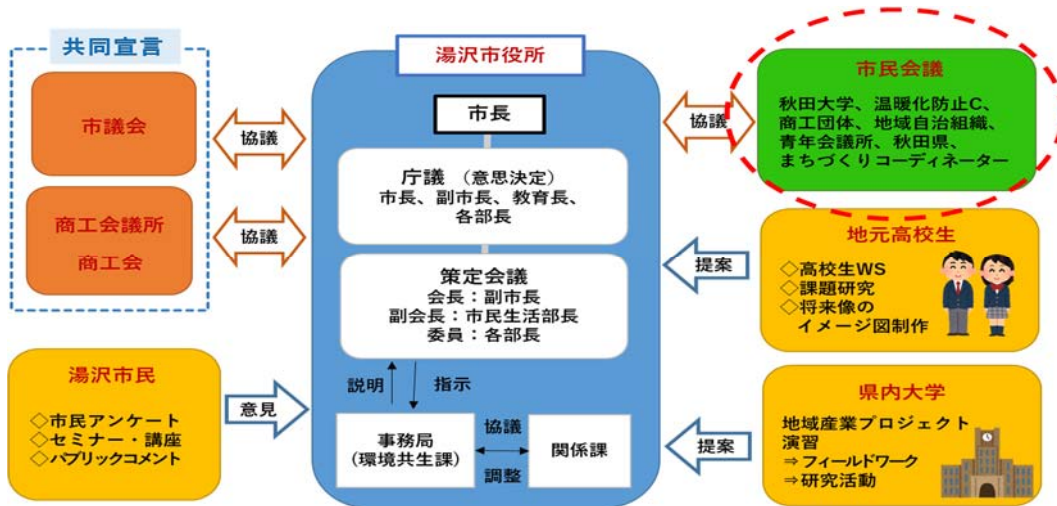 共同宣言
市議会
商工会議所
商工会
協議
協議
湯沢市役所
市長
庁議 (意思決定)
市長、副市長、教育長、
各部長
策定会議
会長：副市長
副会長：市民生活部長
委員：各部長
説明
指示
事務局
(環境共生課)
協議
調整
関係課
湯沢市民
◇市民アンケート
◇セミナー・講座
◇パブリックコメント
意見
協議
市民会議
秋田大学、温暖化防止C、
商工団体、地域自治組織、
青年会議所、秋田県、
まちづくりコーディネーター
提案
地元高校生
◇高校生WS
◇課題研究
◇将来像の
イメージ図制作
提案
県内大学
地域産業プロジェクト
演習
⇒フィールドワーク
⇒研究活動